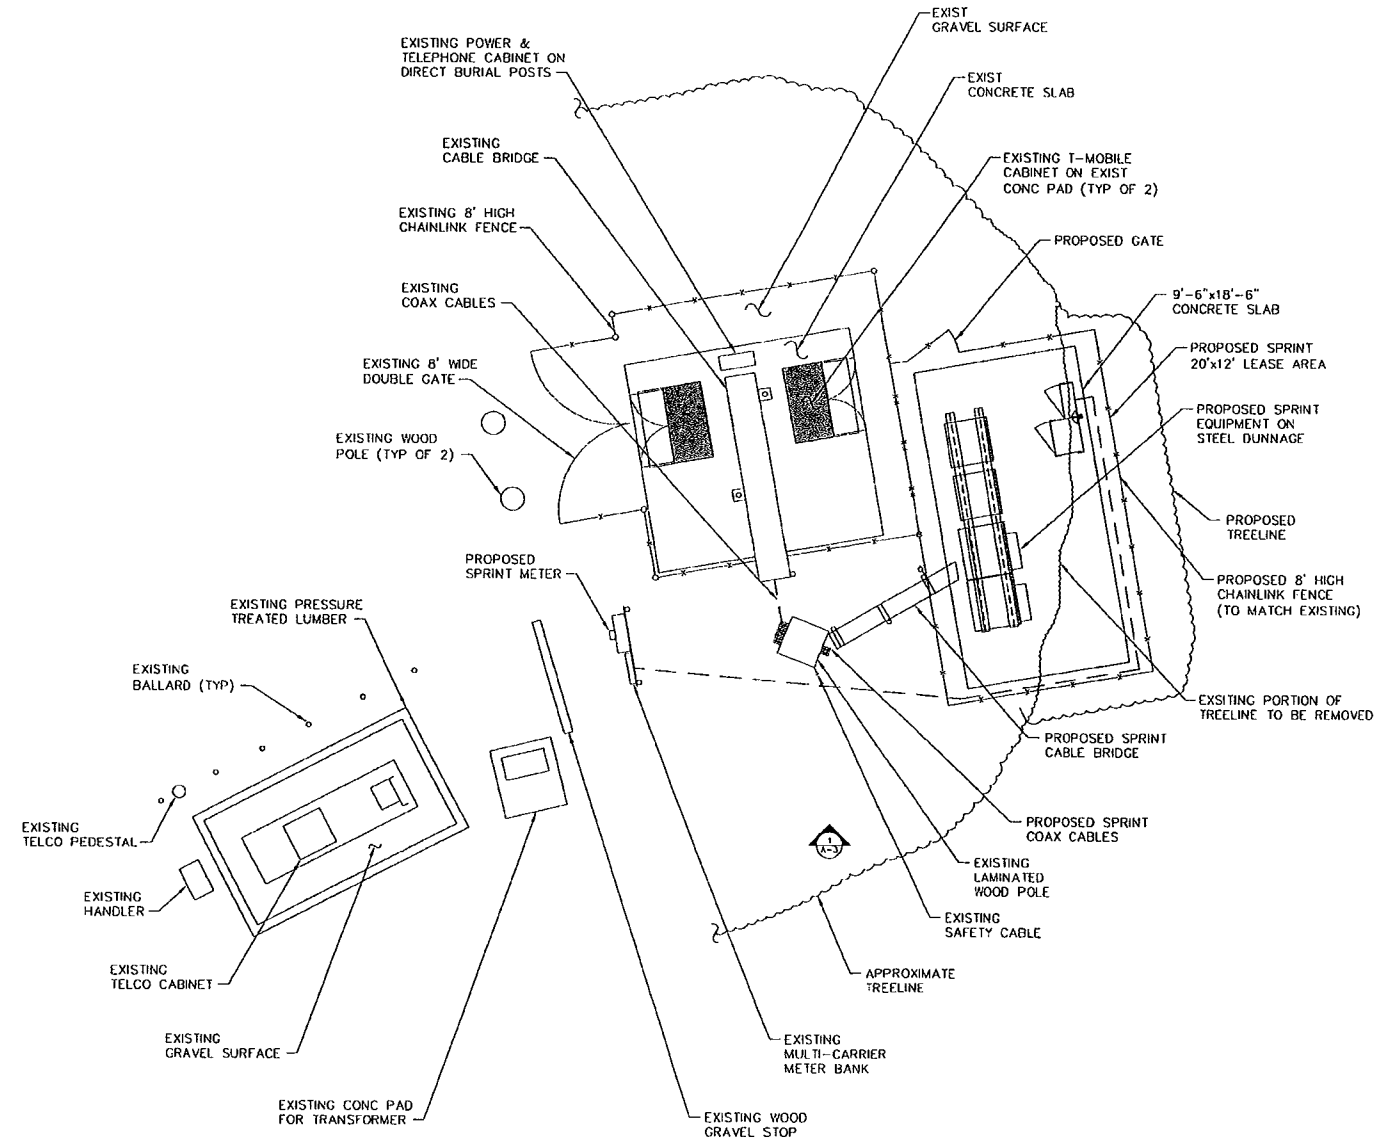 EXIST
GRAVEL SURFACE
EXISTING POWER &
TELEPHONE CABINET ON
DIRECT BURIAL POSTS
EXIST
CONCRETE SLAB
EXISTING
CABLE BRIDGE
EXISTING T-MOBILE
CABINET ON EXIST
CONC PAD (TYP OF 2)
EXISTING 8' HIGH
CHAINLINK FENCE
PROPOSED GATE
EXISTING
COAX CABLES
9'-6"x18'-6"
CONCRETE SLAB
EXISTING 8' WIDE
DOUBLE GATE
PROPOSED SPRINT
20'x12' LEASE AREA
EXISTING WOOD
POLE (TYP OF 2)
PROPOSED SPRINT
EQUIPMENT ON
STEEL DUNNAGE
PROPOSED
TREELINE
PROPOSED
SPRINT METER
PROPOSED 8' HIGH
CHAINLINK FENCE
(TO MATCH EXISTING)
EXISTING PRESSURE
TREATED LUMBER
EXISTING
BALLARD (TYP)
EXSITING PORTION OF
TREELINE TO BE REMOVED
PROPOSED SPRINT
CABLE BRIDGE
EXISTING
TELCO PEDESTAL
PROPOSED SPRINT
COAX CABLES
1
A-3
EXISTING
LAMINATED
WOOD POLE
EXISTING
HANDLER
EXISTING
SAFETY CABLE
EXISTING
TELCO CABINET
APPROXIMATE
TREELINE
EXISTING
GRAVEL SURFACE
EXISTING
MULTI-CARRIER
METER BANK
EXISTING CONC PAD
FOR TRANSFORMER
EXISTING WOOD
GRAVEL STOP